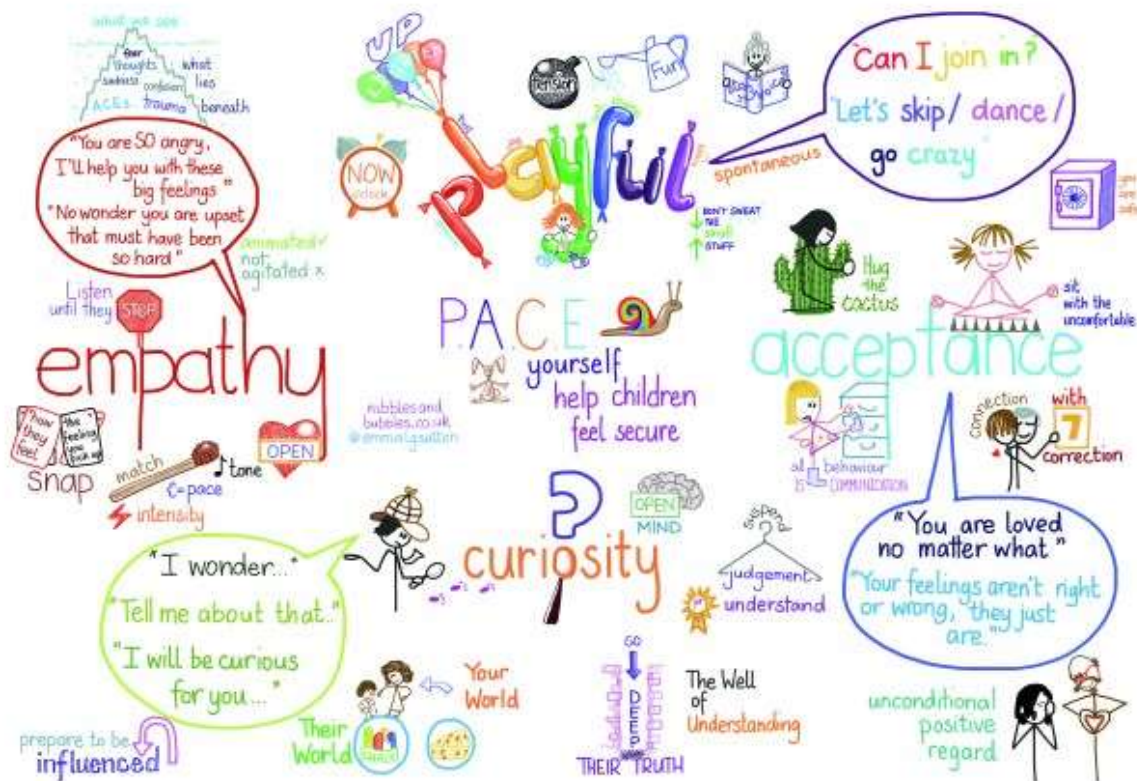 what we see
fear
thoughts
sadness
confusion
ACEs
trauma
what
lies
beneath
"You are SO angry,
I'll help you with these
big feelings"
"No wonder you are upset
that must have been
so hard"
animated ✓
not
agitated x
Listen
until they
STOP
empathy
"how
they
feel"
the
feeling
you
pick up
snap
OPEN
match
tone
pace
intensity
UP
NOW
o'clock
Playful
tension
Fun
spontaneous
DON'T SWEAT
THE
small
STUFF
"Can I join in?
"Let's skip/ dance/
go crazy"
P.A.C.E
yourself
help children
feel secure
nibblesand
bubbles.co.uk
Hug
the
cactus
sit
with the
uncomfortable
acceptance
all behaviour
IS COMMUNICATION
connection
with
7
correction
"You are loved
no matter what"
"Your feelings aren't right
or wrong, they just
are."
unconditional
positive
regard
?
curiosity
OPEN
MIND
suspend
judgement
understand
"I wonder..."
"Tell me about that.."
"I will be curious
for you..."
Your
World
Their
World
prepare to be
influenced
GO
DEEP
THEIR TRUTH
The Well
of
Understanding